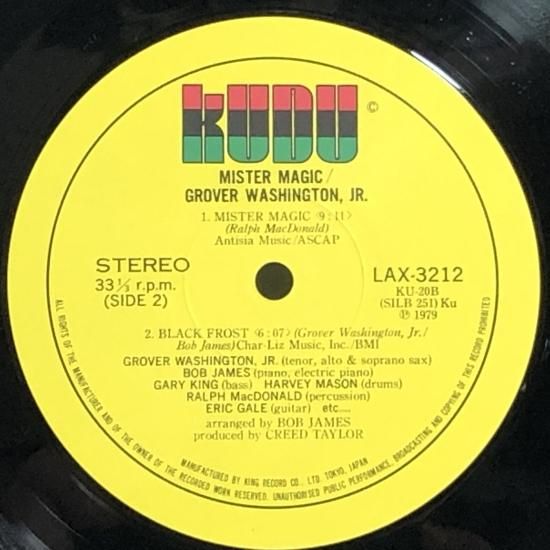 KUDU
©
MISTER MAGIC /
GROVER WASHINGTON, JR.
1. MISTER MAGIC 〈9:11〉
(Ralph MacDonald)
Antisia Music/ASCAP
STEREO
33⅓ r.p.m.
(SIDE 2)
LAX-3212
KU-20B
(SILB 251) Ku
Ⓟ 1979
2. BLACK FROST 〈6:07〉 (Grover Washington, Jr./
Bob James) Char-Liz Music, Inc./BMI
GROVER WASHINGTON, JR. (tenor, alto & soprano sax)
BOB JAMES (piano, electric piano)
GARY KING (bass) HARVEY MASON (drums)
RALPH MacDONALD (percussion)
ERIC GALE (guitar) etc.....
arranged by BOB JAMES
produced by CREED TAYLOR
ALL RIGHTS OF THE MANUFACTURER AND OF THE OWNER OF THE RECORDED WORK RESERVED. UNAUTHORISED PUBLIC PERFORMANCE, BROADCASTING AND COPYING OF THIS RECORD PROHIBITED
MANUFACTURED BY KING RECORD CO., LTD. TOKYO, JAPAN